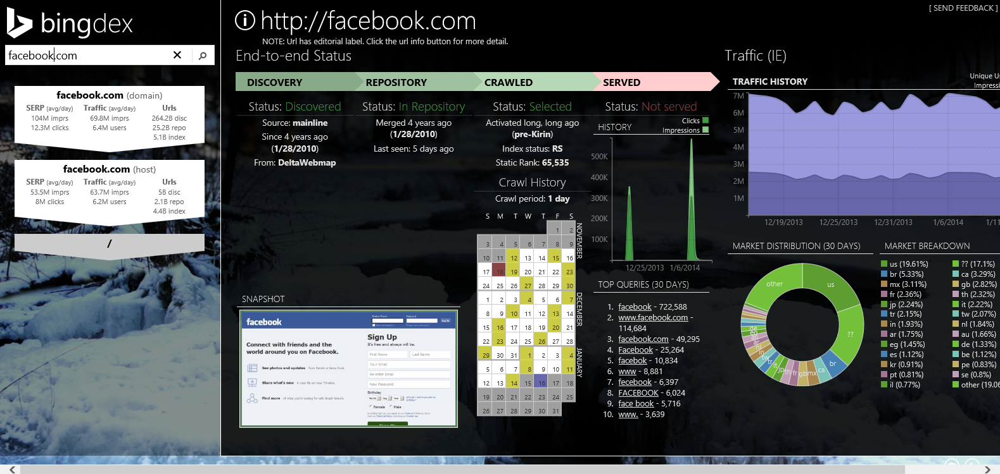 bingdex
facebook.com
facebook.com (domain)
SERP (avg/day) Traffic (avg/day) Urls
104M imprs 69.8M imprs 264.2B disc
12.3M clicks 6.4M users 25.2B repo
5.1B index
facebook.com (host)
SERP (avg/day) Traffic (avg/day) Urls
53.5M imprs 63.7M imprs 5B disc
8M clicks 6.2M users 2.1B repo
4.4B index
/
[ SEND FEEDBACK ]
http://facebook.com
NOTE: Url has editorial label. Click the url info button for more detail.
End-to-end Status
DISCOVERY REPOSITORY CRAWLED SERVED
Status: Discovered
Source: mainline
Since 4 years ago
(1/28/2010)
From: DeltaWebmap
Status: In Repository
Merged 4 years ago
(1/28/2010)
Last seen: 5 days ago
Status: Selected
Activated long, long ago
(pre-Kirin)
Index status: RS
Static Rank: 65,535
Crawl History
Crawl period: 1 day
S M T W T F S
1 2
3 4 5 6 7 8 9
10 11 12 13 14 15 16
17 18 19 20 21 22 23
24 25 26 27 28 29 30
1 2 3 4 5 6 7
8 9 10 11 12 13 14
15 16 17 18 19 20 21
22 23 24 25 26 27 28
29 30 31 1 2 3 4
5 6 7 8 9 10 11
12 13 14 15 16 17 18
19 20 21 22 23 24 25
26 27 28 29 30 31
NOVEMBER
DECEMBER
JANUARY
Status: Not served
HISTORY
Clicks
Impressions
500K
400K
300K
200K
100K
12/25/2013 1/6/2014
TOP QUERIES (30 DAYS)
1. facebook - 722,588
2. www.facebook.com -
114,684
3. facebook.com - 49,295
4. Facebook - 25,264
5. facebok - 10,834
6. www - 8,881
7. fecebook - 6,397
8. FACEBOOK - 6,024
9. face book - 5,716
10. www. - 3,639
SNAPSHOT
facebook
Log In
Connect with friends and the
world around you on Facebook.
See photos and updates from friends in News Feed.
Share what's new in your life on your Timeline.
Find more of what you're looking for with Graph Search.
Sign Up
It's free and always will be.
First Name Last Name
Your Email
Re-enter Email
New Password
Birthday
Month Day Year
Female Male
Sign Up
Traffic (IE)
TRAFFIC HISTORY
Unique Us
Impressi
7M
6M
5M
4M
3M
2M
1M
12/19/2013 12/25/2013 12/31/2013 1/6/2014 1/11
MARKET DISTRIBUTION (30 DAYS)
other us
??
br
ca
mx
gb
fr
th
jp
it
tr
tw
in
nl
ar
au
eg
de
MARKET BREAKDOWN
us (19.61%) ?? (17.1%)
br (5.33%) ca (3.29%)
mx (3.11%) gb (2.82%)
fr (2.36%) th (2.32%)
jp (2.24%) it (2.22%)
tr (2.15%) tw (2.07%)
in (1.93%) nl (1.84%)
ar (1.75%) au (1.66%)
eg (1.45%) de (1.33%)
es (1.12%) be (1.12%)
kr (0.91%) pe (0.83%)
pt (0.81%) se (0.8%)
il (0.77%) other (19.06